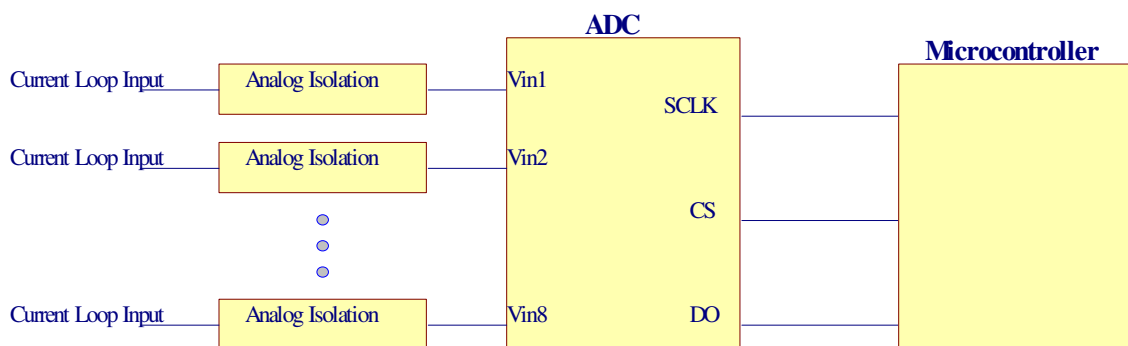 ADC
Microcontroller
Current Loop Input
Analog Isolation
Vin1
SCLK
Current Loop Input
Analog Isolation
Vin2
CS
Current Loop Input
Analog Isolation
Vin8
DO